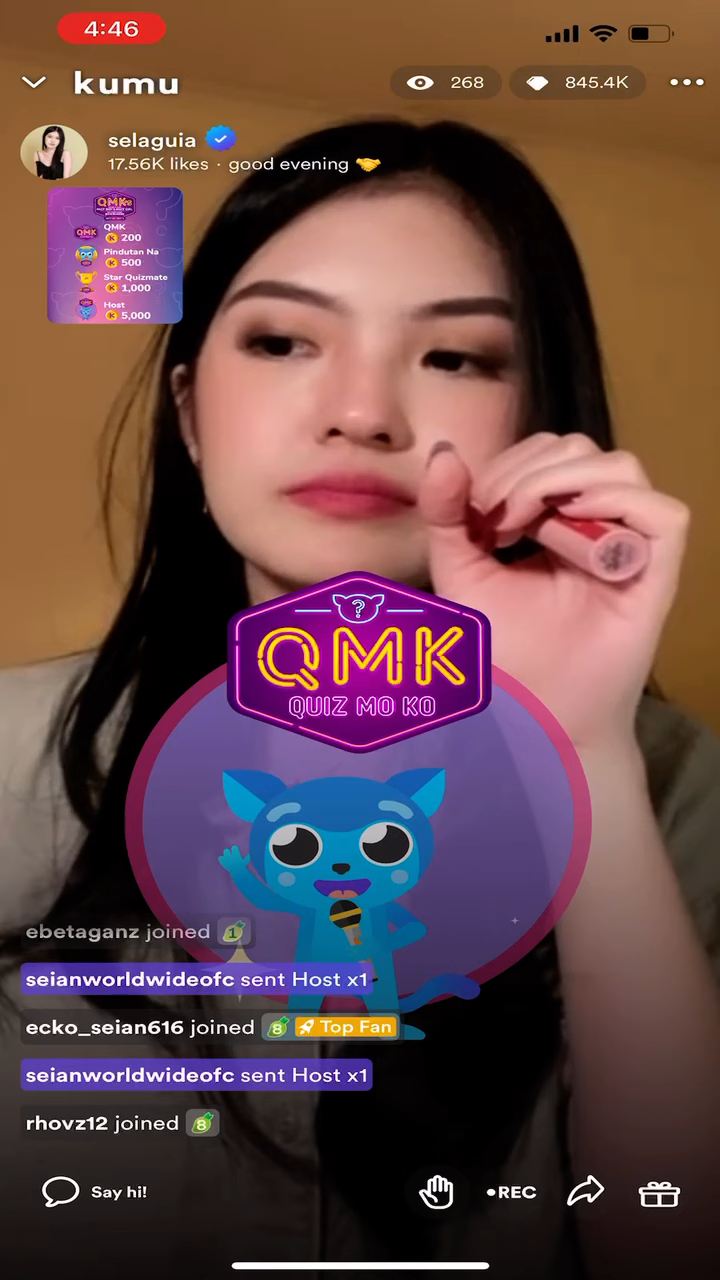 4:46
kumu
268
845.4K
selaguia
17.56K likes · good evening 🤝
QMK
200
Pindutan Na
500
Star Quizmate
1,000
Host
5,000
QMK
QUIZ MO KO
ebetaganz joined 1
seianworldwideofc sent Host x1
ecko_seian616 joined 8 Top Fan
seianworldwideofc sent Host x1
rhovz12 joined 8
Say hi!
•REC